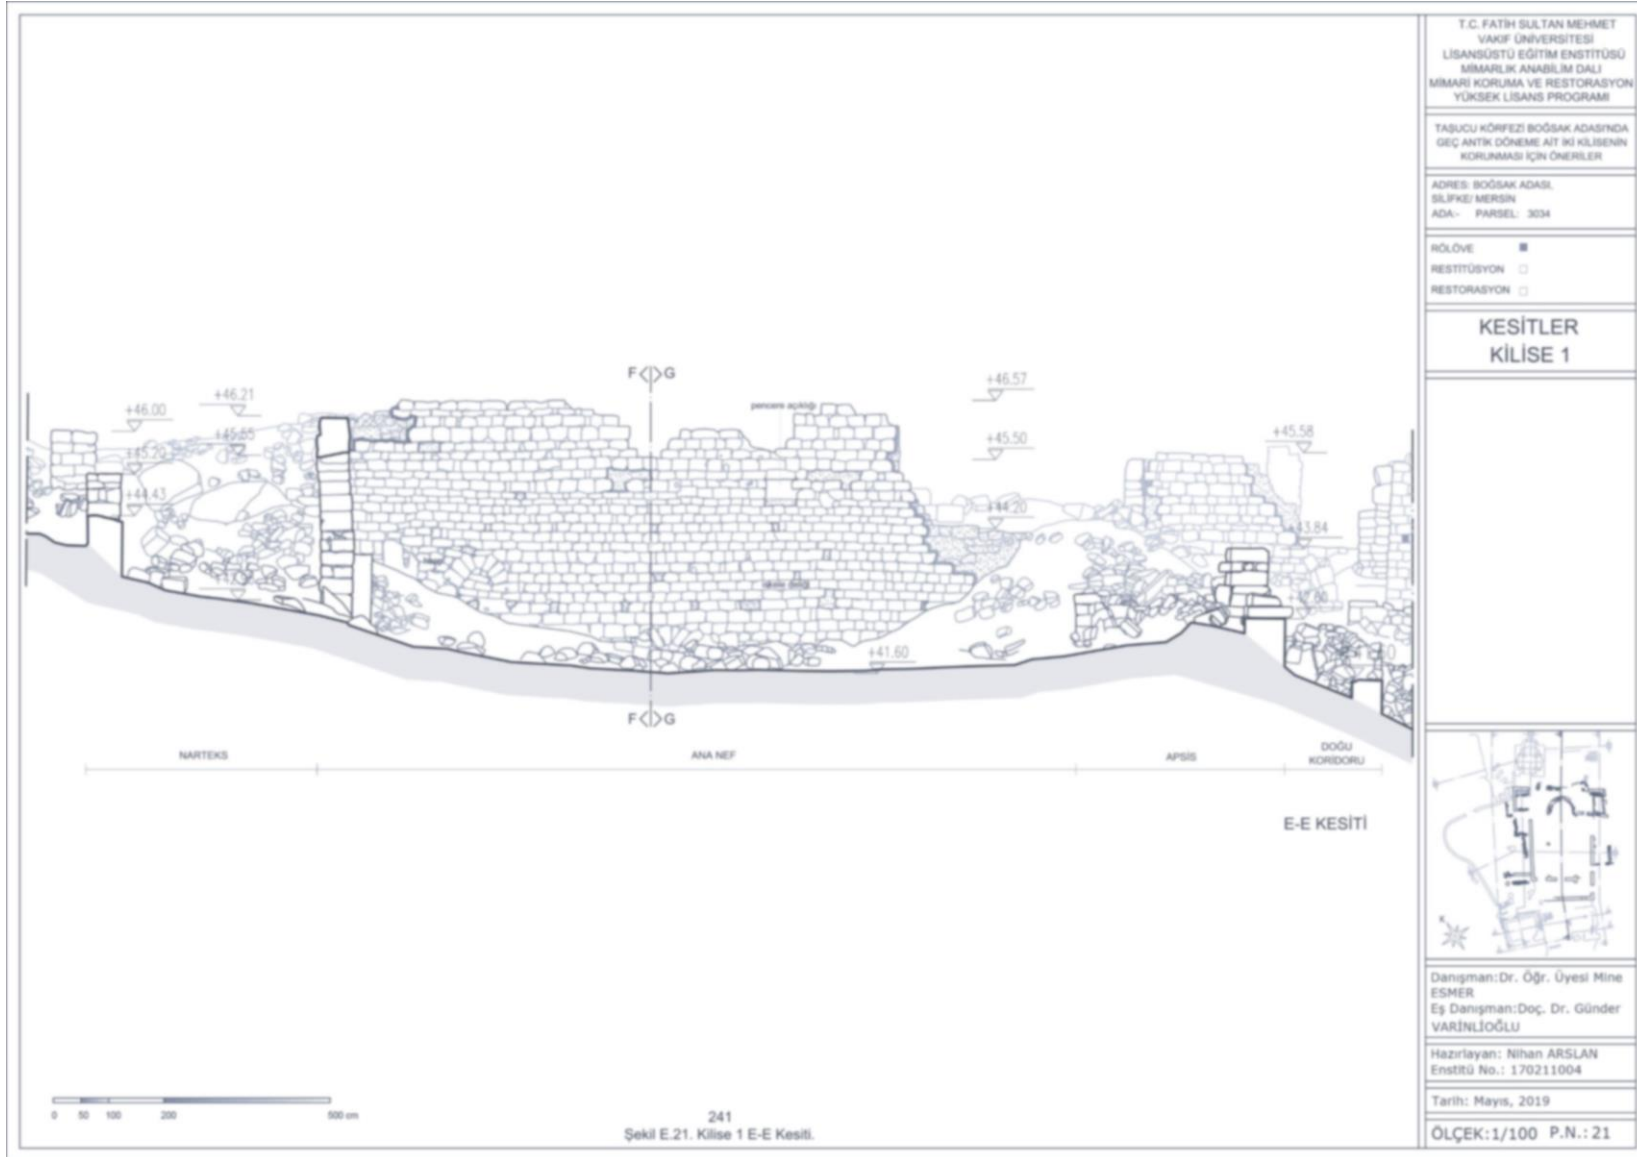 T.C. FATİH SULTAN MEHMET
VAKIF ÜNİVERSİTESİ
LİSANSÜSTÜ EĞİTİM ENSTİTÜSÜ
MİMARLIK ANABİLİM DALI
MİMARİ KORUMA VE RESTORASYON
YÜKSEK LİSANS PROGRAMI
TAŞUCU KÖRFEZİ BOĞSAK ADASI'NDA
GEÇ ANTİK DÖNEME AİT İKİ KİLİSENİN
KORUNMASI İÇİN ÖNERİLER
ADRES: BOĞSAK ADASI,
SİLİFKE/ MERSİN
ADA:- PARSEL: 3034
RÖLÖVE
RESTİTÜSYON
RESTORASYON
KESİTLER
KİLİSE 1
F G
pencere açıklığı
+46.57
+46.21
+46.00
+45.50
+45.58
+45.20
+44.43
+44.20
+43.84
+41.60
F G
NARTEKS
ANA NEF
APSİS
DOĞU
KORİDORU
E-E KESİTİ
K
Danışman:Dr. Öğr. Üyesi Mine
ESMER
Eş Danışman:Doç. Dr. Günder
VARİNLİOĞLU
Hazırlayan: Nihan ARSLAN
Enstitü No.: 170211004
Tarih: Mayıs, 2019
ÖLÇEK:1/100 P.N.: 21
0 50 100 200 500 cm
241
Şekil E.21. Kilise 1 E-E Kesiti.